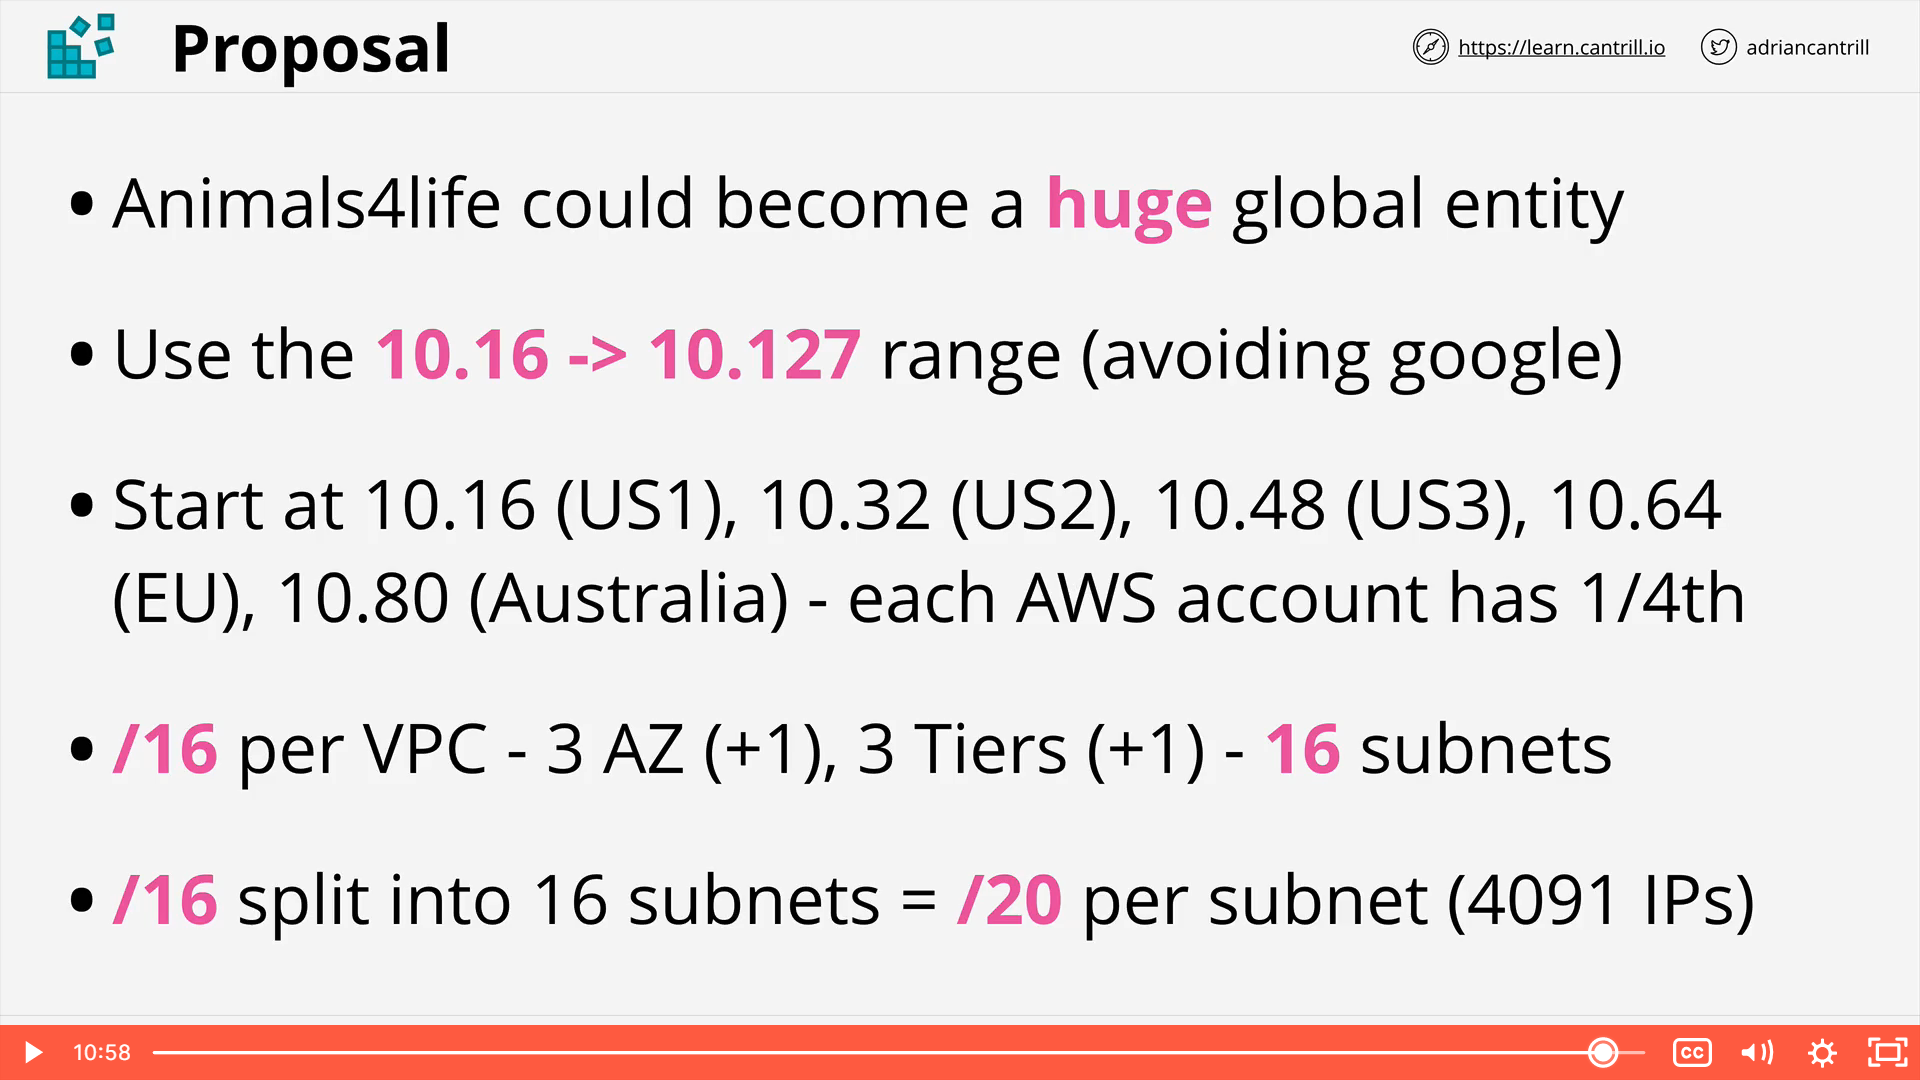 Proposal
https://learn.cantrill.io
adriancantrill
• Animals4life could become a huge global entity
• Use the 10.16 -> 10.127 range (avoiding google)
• Start at 10.16 (US1), 10.32 (US2), 10.48 (US3), 10.64
(EU), 10.80 (Australia) - each AWS account has 1/4th
• /16 per VPC - 3 AZ (+1), 3 Tiers (+1) - 16 subnets
• /16 split into 16 subnets = /20 per subnet (4091 IPs)
10:58
CC